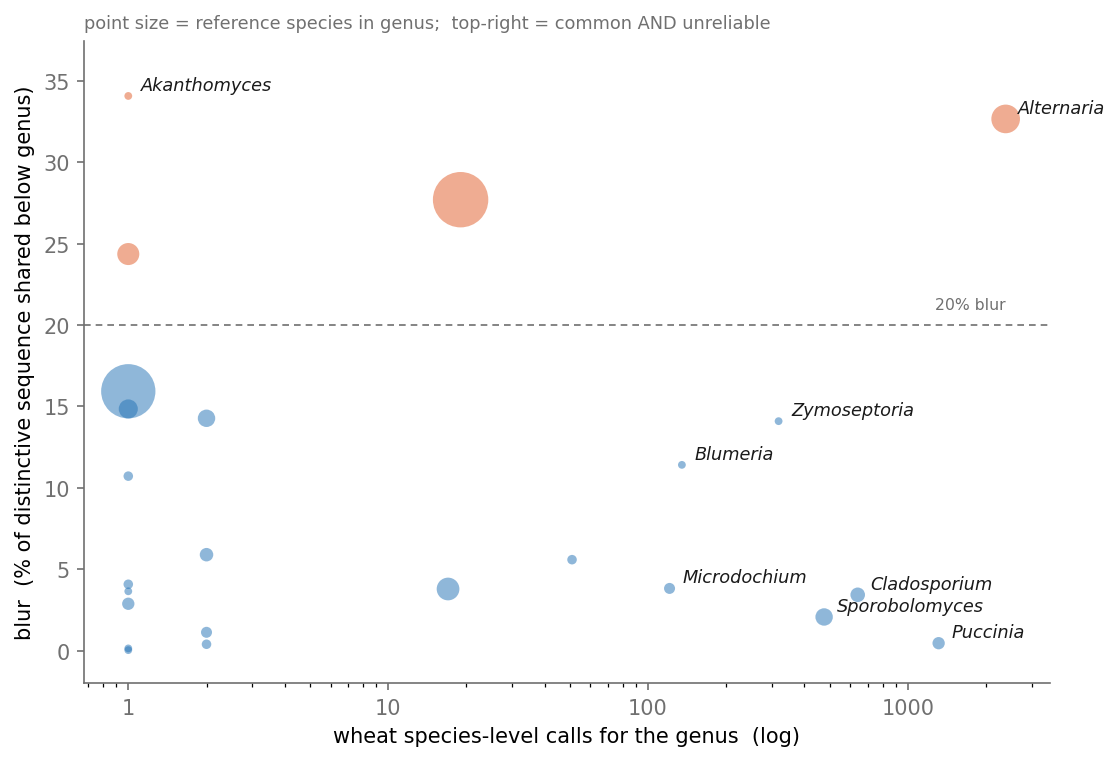 point size = reference species in genus;  top-right = common AND unreliable
blur  (% of distinctive sequence shared below genus)
35
30
25
20
15
10
5
0
Akanthomyces
Alternaria
20% blur
Zymoseptoria
Blumeria
Microdochium
Cladosporium
Sporobolomyces
Puccinia
1
10
100
1000
wheat species-level calls for the genus  (log)